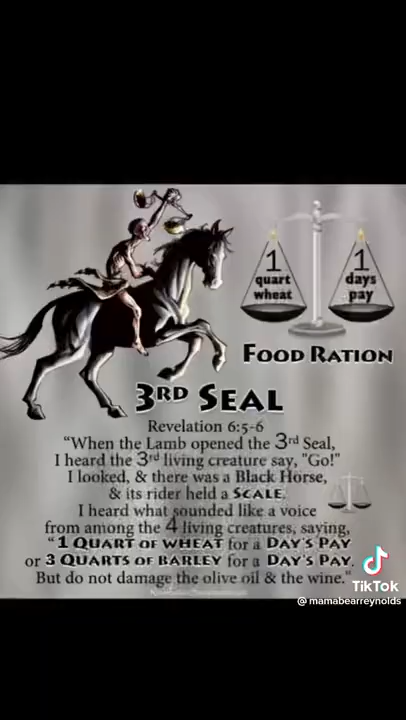 1
quart
wheat
1
days
pay
FOOD RATION
3RD SEAL
Revelation 6:5-6
"When the Lamb opened the 3rd Seal,
I heard the 3rd living creature say, "Go!"
I looked, & there was a Black Horse,
& its rider held a SCALE.
I heard what sounded like a voice
from among the 4 living creatures, saying,
"1 QUART OF WHEAT for a DAY'S PAY
or 3 QUARTS OF BARLEY for a DAY'S PAY.
But do not damage the olive oil & the wine."
TikTok
@mamabearreynolds